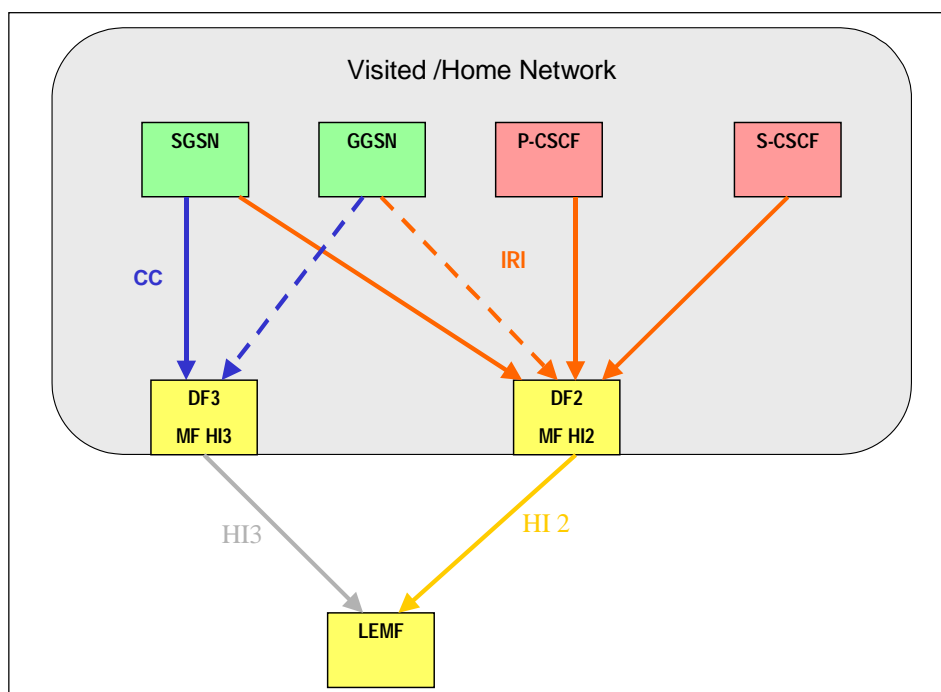 Visited /Home Network
SGSN
GGSN
P-CSCF
S-CSCF
CC
IRI
DF3
MF HI3
DF2
MF HI2
HI3
HI 2
LEMF